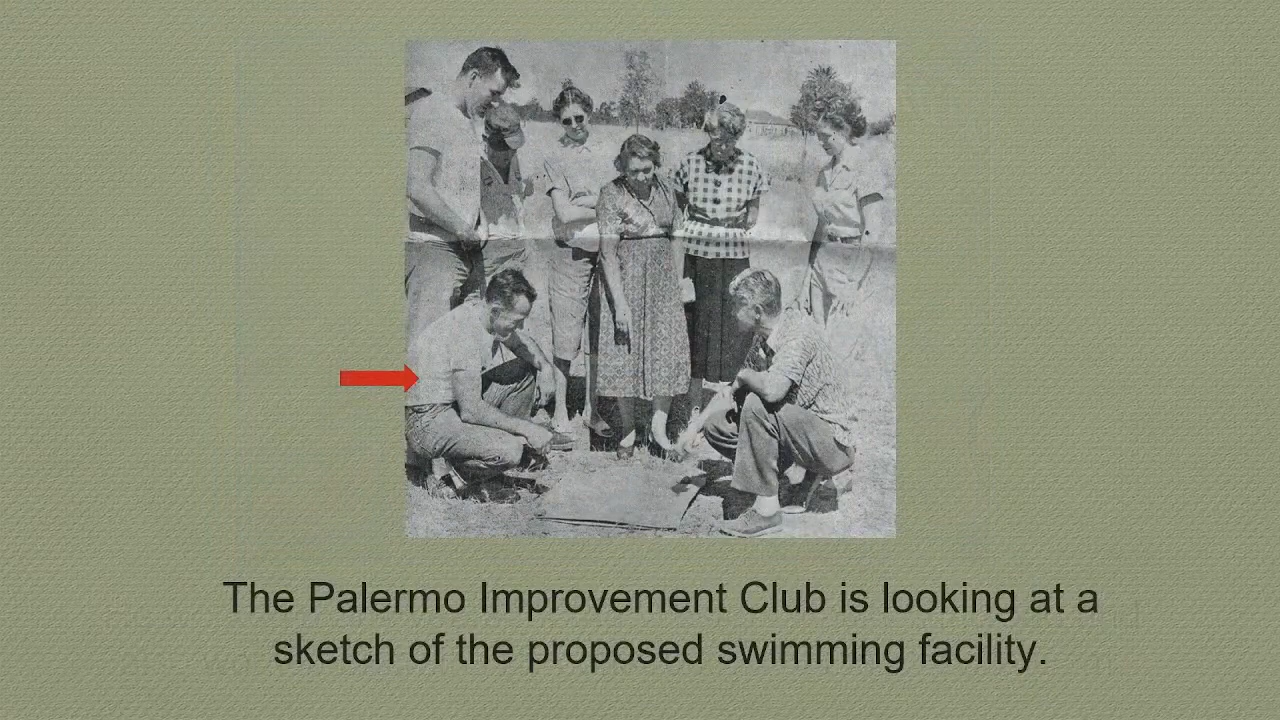 The Palermo Improvement Club is looking at a
sketch of the proposed swimming facility.